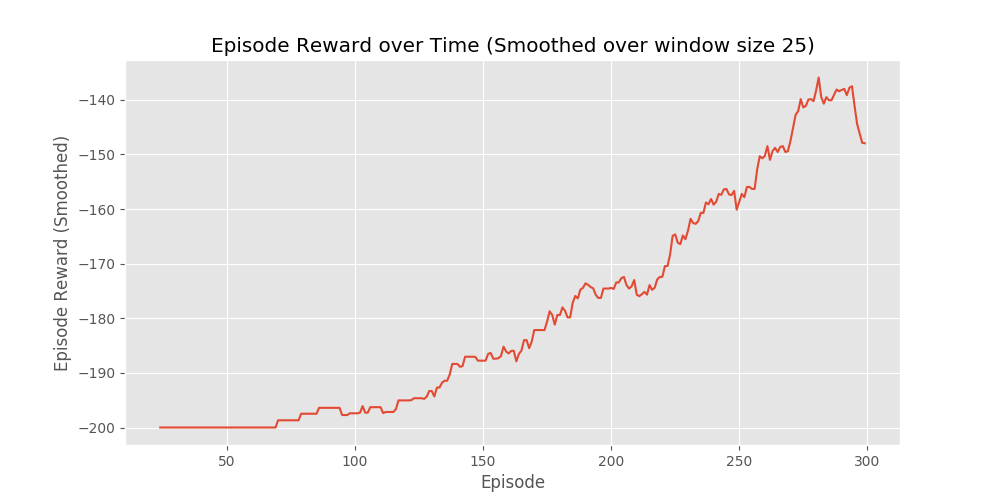 Episode Reward over Time (Smoothed over window size 25)
Episode Reward (Smoothed)
−140
−150
−160
−170
−180
−190
−200
50 100 150 200 250 300
Episode